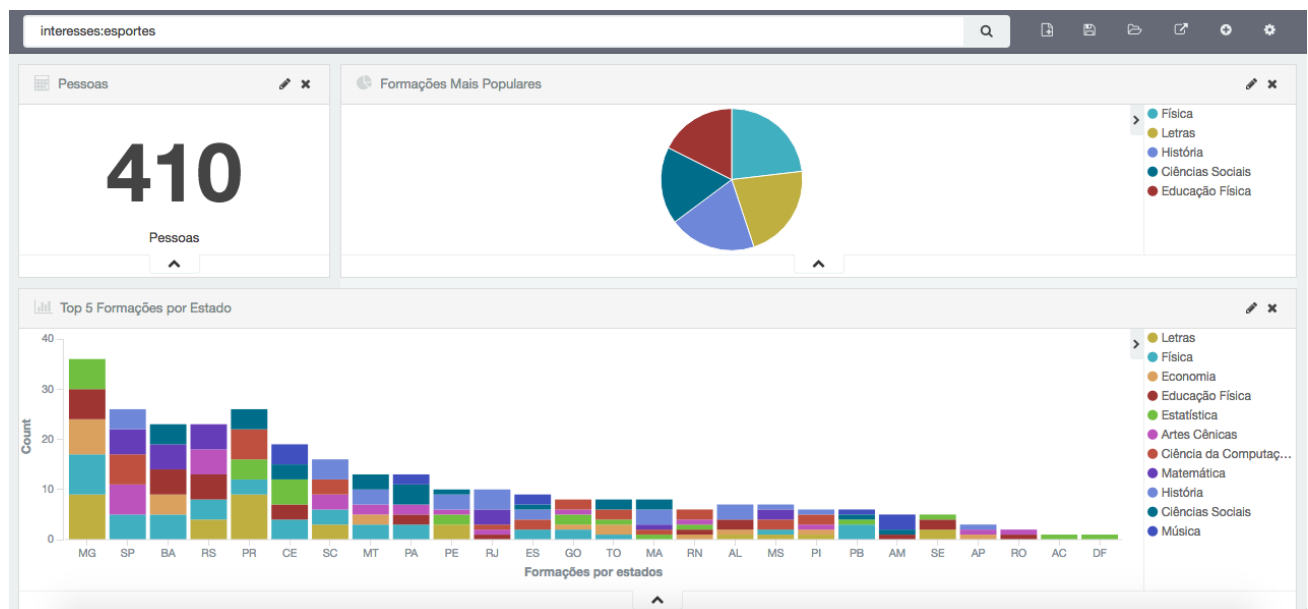 interesses:esportes
Pessoas
410
Pessoas
Formações Mais Populares
Física
Letras
História
Ciências Sociais
Educação Física
Top 5 Formações por Estado
40
30
20
10
0
Count
MG SP BA RS PR CE SC MT PA PE RJ ES GO TO MA RN AL MS PI PB AM SE AP RO AC DF
Formações por estados
Letras
Física
Economia
Educação Física
Estatística
Artes Cênicas
Ciência da Computaç...
Matemática
História
Ciências Sociais
Música